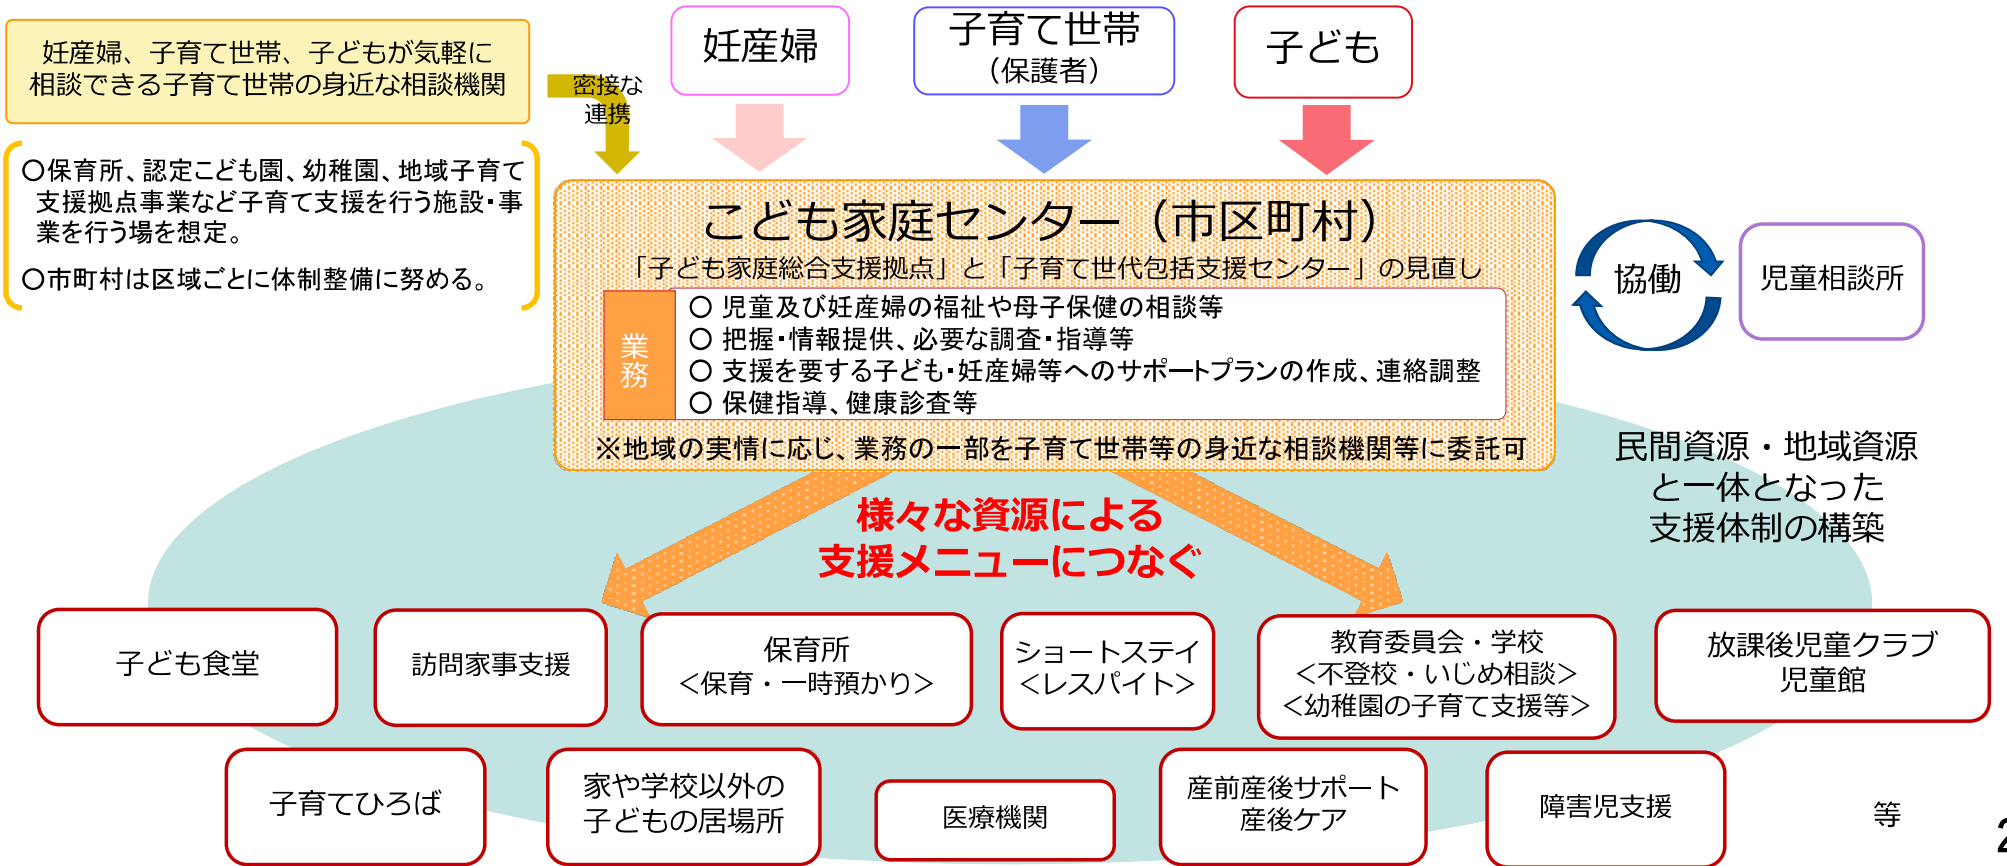 妊産婦、子育て世帯、子どもが気軽に
相談できる子育て世帯の身近な相談機関
密接な
連携
妊産婦
子育て世帯
（保護者）
子ども
〇保育所、認定こども園、幼稚園、地域子育て
支援拠点事業など子育て支援を行う施設・事
業を行う場を想定。
〇市町村は区域ごとに体制整備に努める。
こども家庭センター（市区町村）
「子ども家庭総合支援拠点」と「子育て世代包括支援センター」の見直し
業務
〇 児童及び妊産婦の福祉や母子保健の相談等
〇 把握・情報提供、必要な調査・指導等
〇 支援を要する子ども・妊産婦等へのサポートプランの作成、連絡調整
〇 保健指導、健康診査等
※地域の実情に応じ、業務の一部を子育て世帯等の身近な相談機関等に委託可
協働
児童相談所
民間資源・地域資源
と一体となった
支援体制の構築
様々な資源による
支援メニューにつなぐ
子ども食堂
訪問家事支援
保育所
＜保育・一時預かり＞
ショートステイ
＜レスパイト＞
教育委員会・学校
＜不登校・いじめ相談＞
＜幼稚園の子育て支援等＞
放課後児童クラブ
児童館
子育てひろば
家や学校以外の
子どもの居場所
医療機関
産前産後サポート
産後ケア
障害児支援
等